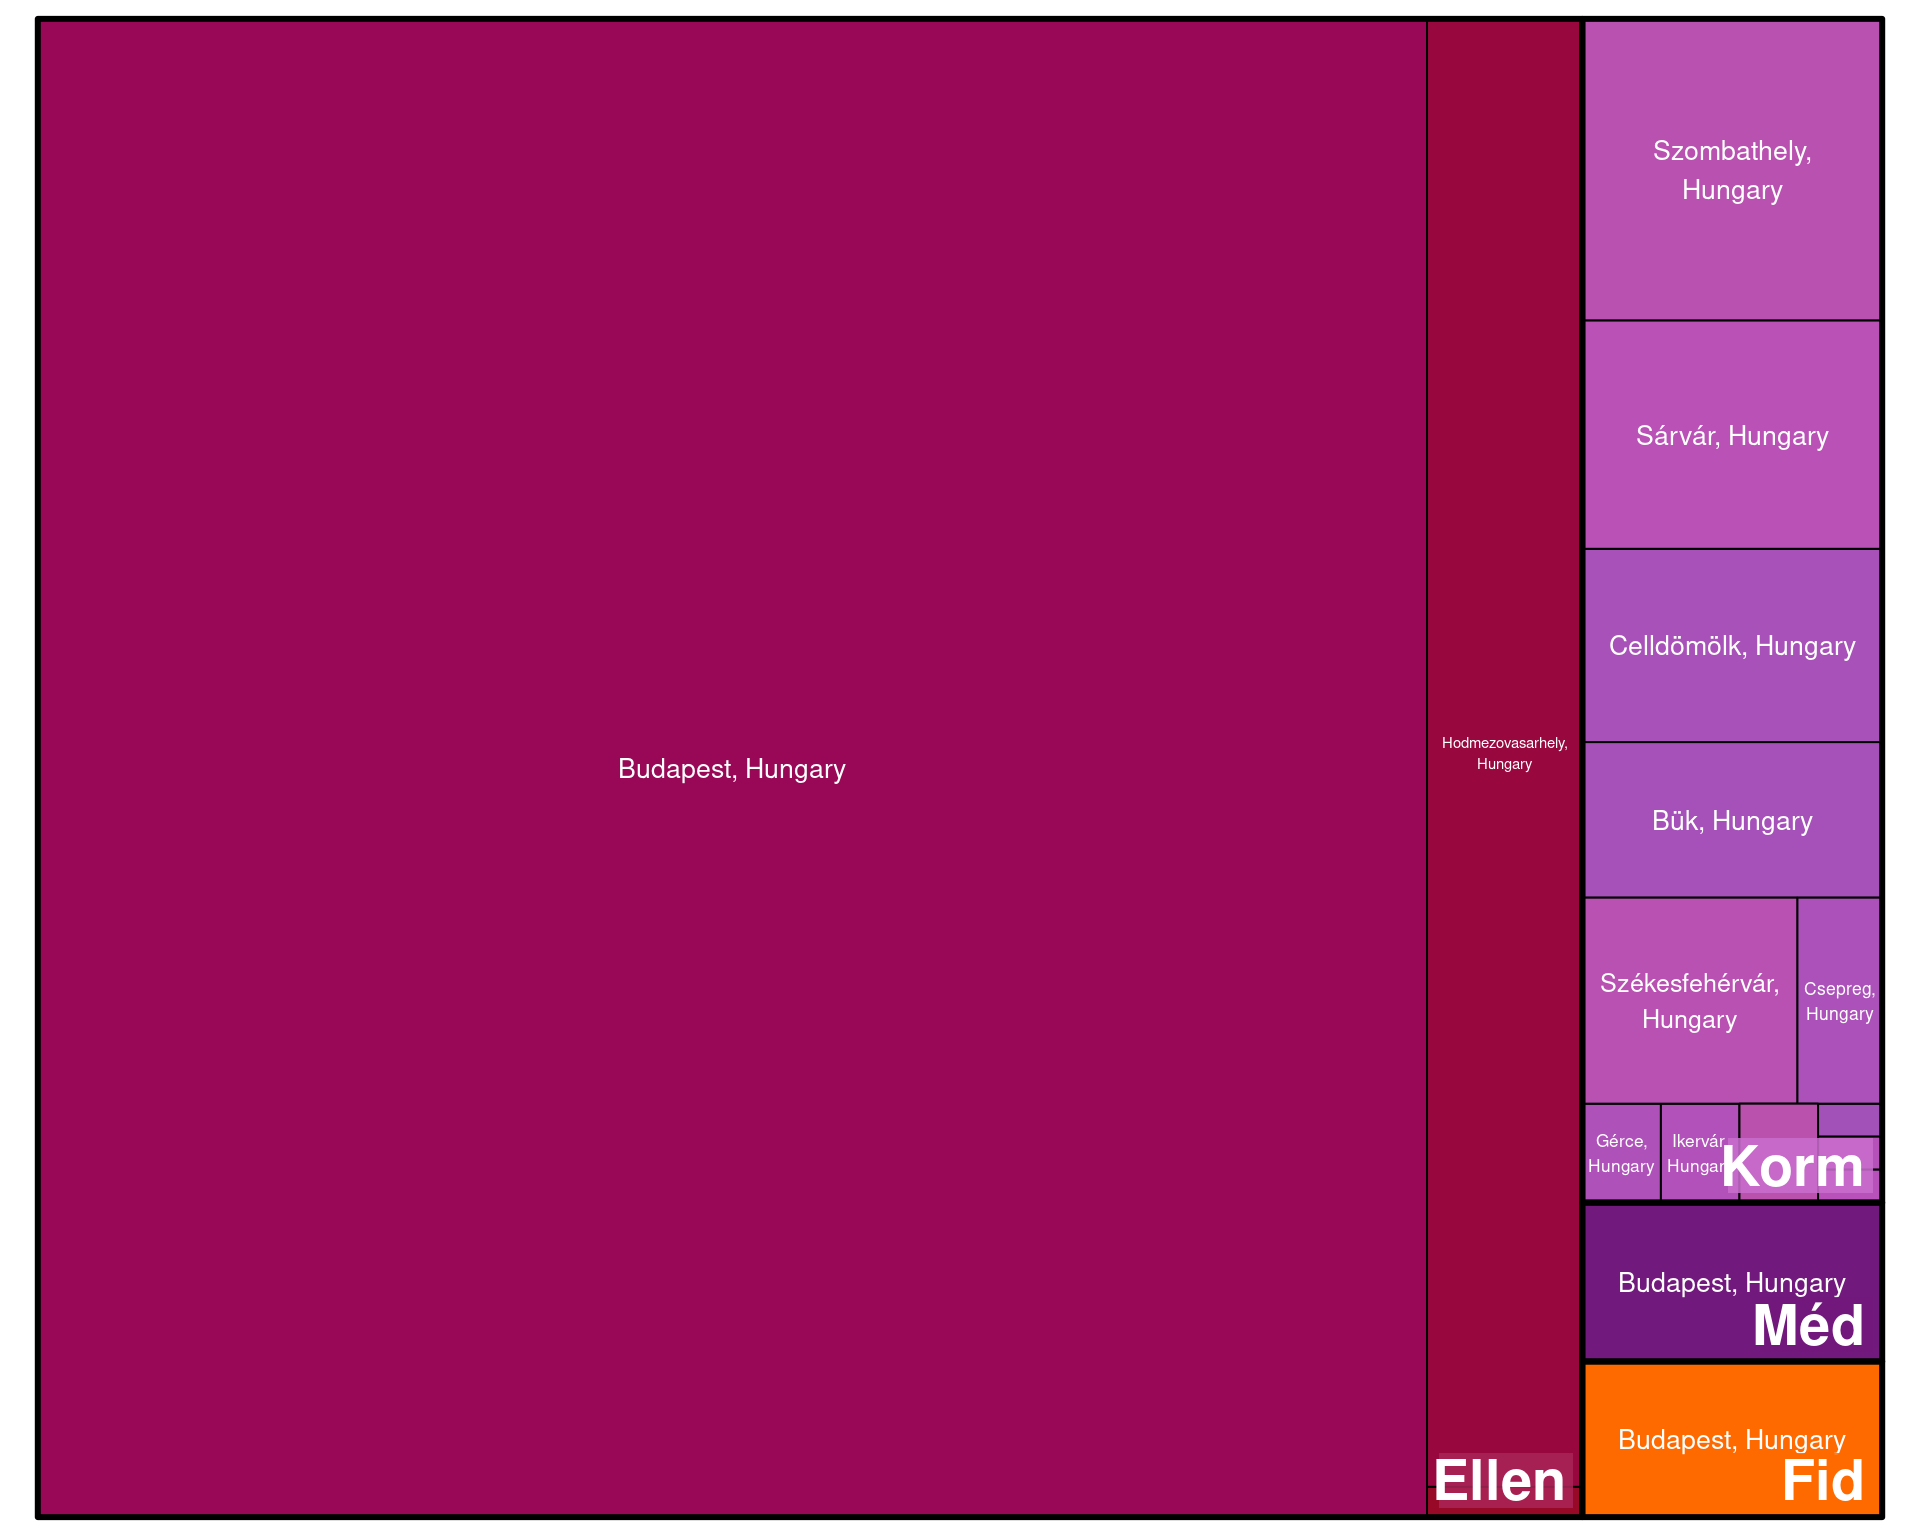 Budapest, Hungary
Hodmezovasarhely,
Hungary
Ellen
Szombathely,
Hungary
Sárvár, Hungary
Celldömölk, Hungary
Bük, Hungary
Székesfehérvár,
Hungary
Csepreg,
Hungary
Gérce,
Hungary
Ikervár,
Hungary
Korm
Budapest, Hungary
Méd
Budapest, Hungary
Fid